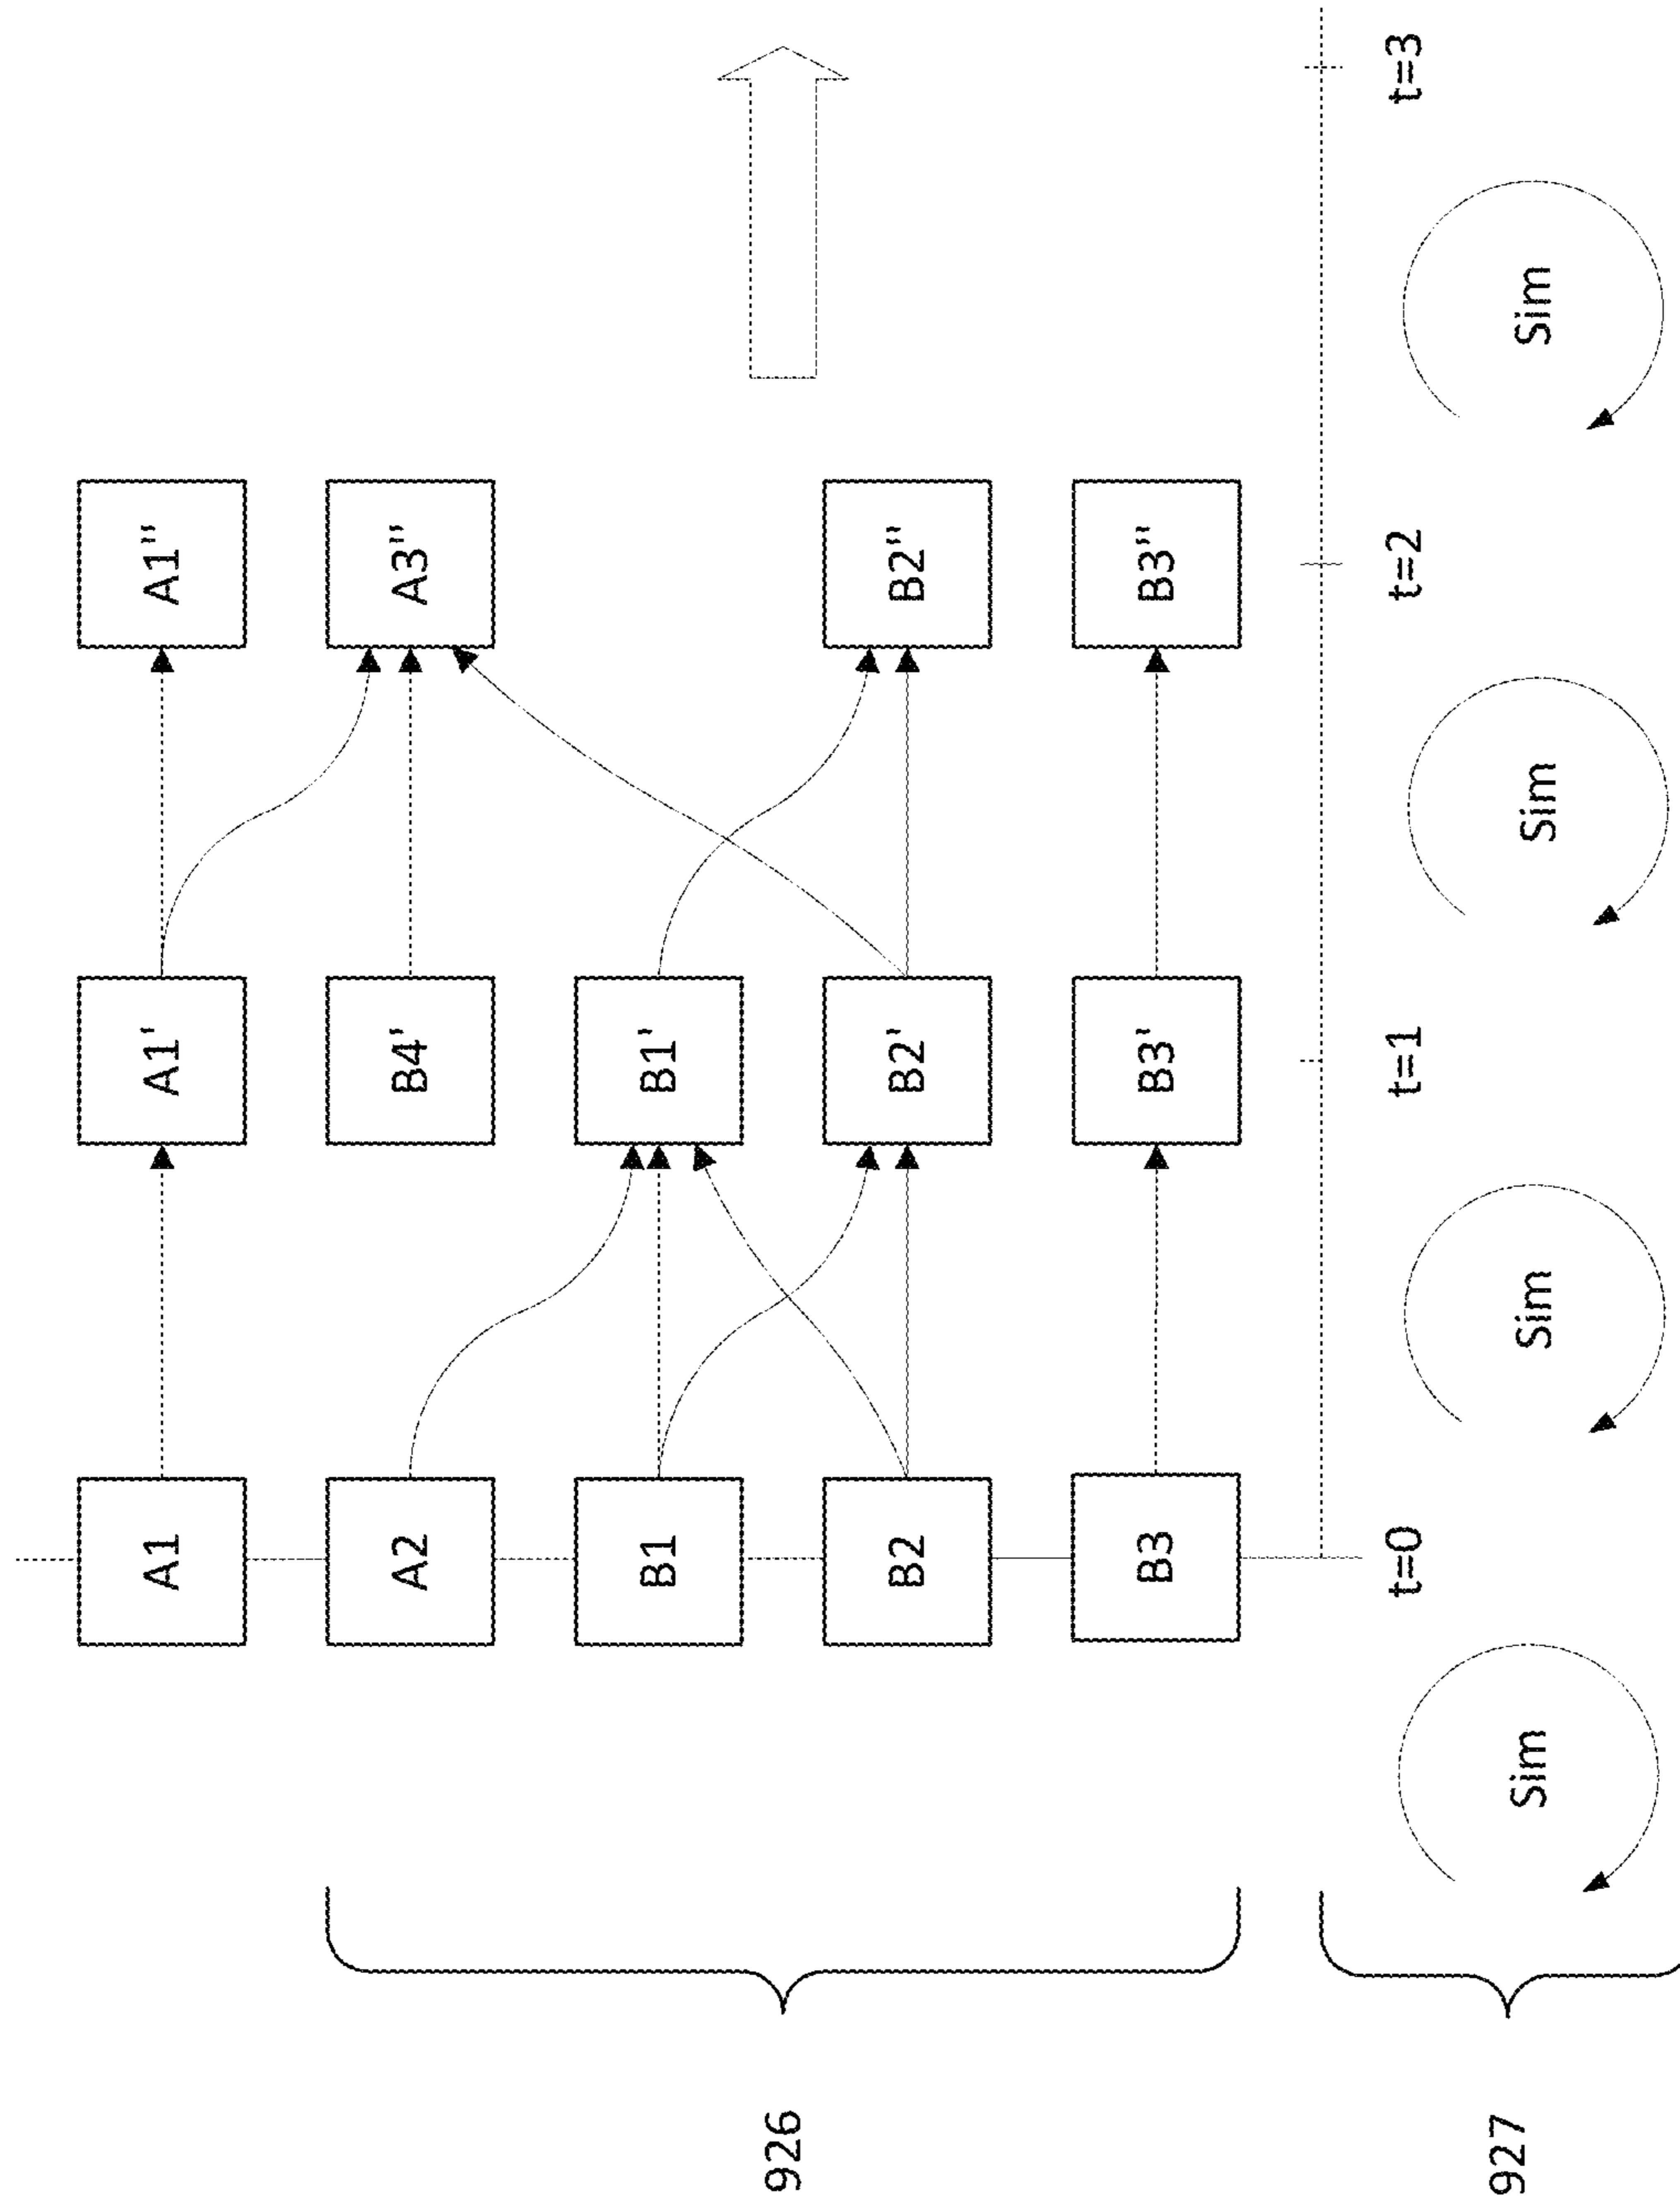 A1 A1' A1"
A2 B4' A3"
B1 B1'
B2 B2' B2"
B3 B3' B3"
926
t=0 t=1 t=2 t=3
Sim Sim Sim Sim
927